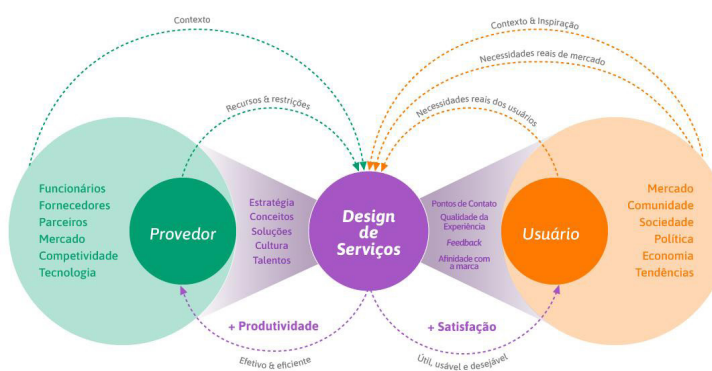 Contexto
Contexto & Inspiração
Necessidades reais de mercado
Recursos & restrições
Necessidades reais dos usuários
Funcionários
Fornecedores
Parceiros
Mercado
Competividade
Tecnologia
Provedor
Estratégia
Conceitos
Soluções
Cultura
Talentos
Design
de
Serviços
Pontos de Contato
Qualidade da
Experiência
Feedback
Afinidade com
a marca
Usuário
Mercado
Comunidade
Sociedade
Política
Economia
Tendências
+ Produtividade
Efetivo & eficiente
+ Satisfação
Útil, usável e desejável